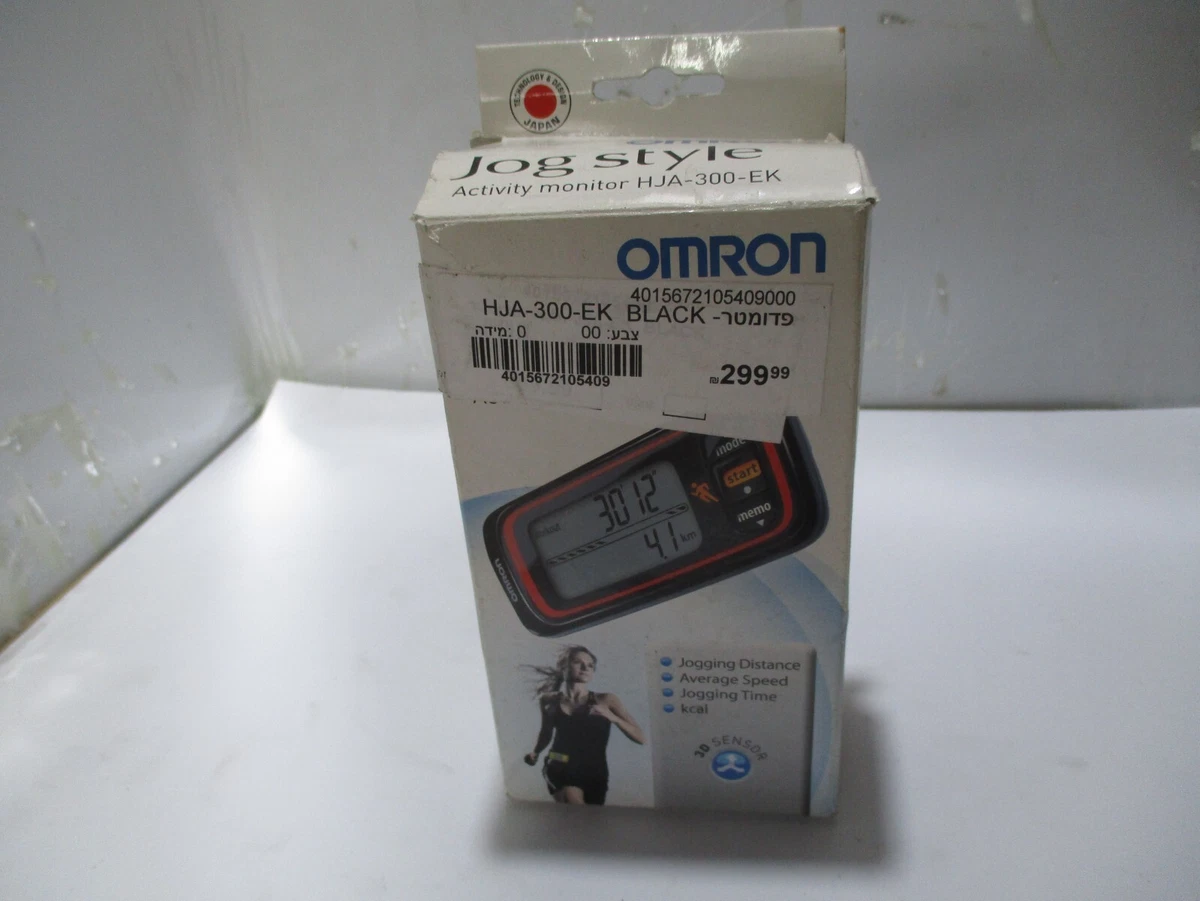 TECHNOLOGY & DESIGN
JAPAN
Jog style
Activity monitor HJA-300-EK
OMRON
4015672105409000
פדומטר- HJA-300-EK BLACK
צבע: 00 מידה: 0
4015672105409
₪299.99
mode
start
memo
3012
4.1 km
OMRON
Jogging Distance
Average Speed
Jogging Time
kcal
3D SENSOR